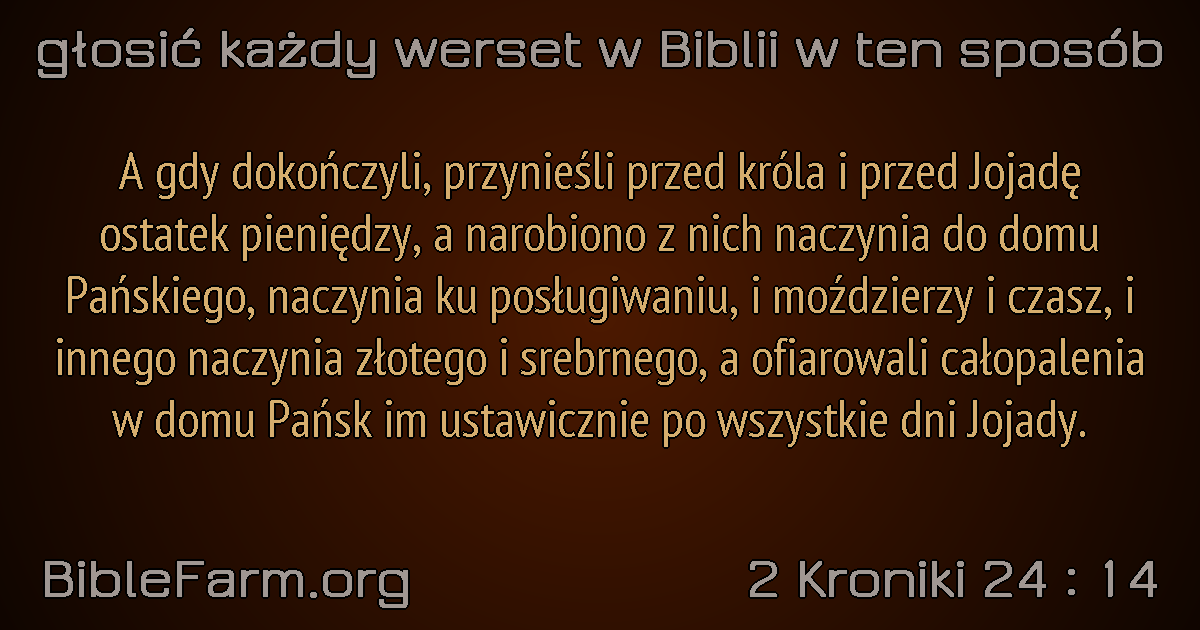 głosić każdy werset w Biblii w ten sposób
A gdy dokończyli, przynieśli przed króla i przed Jojadę
ostatek pieniędzy, a narobiono z nich naczynia do domu
Pańskiego, naczynia ku posługiwaniu, i moździerzy i czasz, i
innego naczynia złotego i srebrnego, a ofiarowali całopalenia
w domu Pańsk im ustawicznie po wszystkie dni Jojady.
BibleFarm.org
2 Kroniki 24 : 14